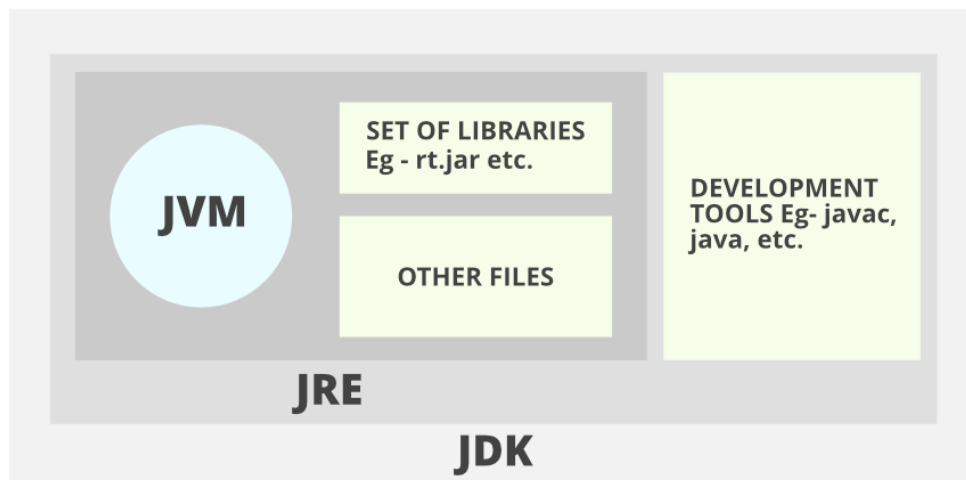 JVM
SET OF LIBRARIES
Eg - rt.jar etc.
OTHER FILES
DEVELOPMENT
TOOLS Eg- javac,
java, etc.
JRE
JDK